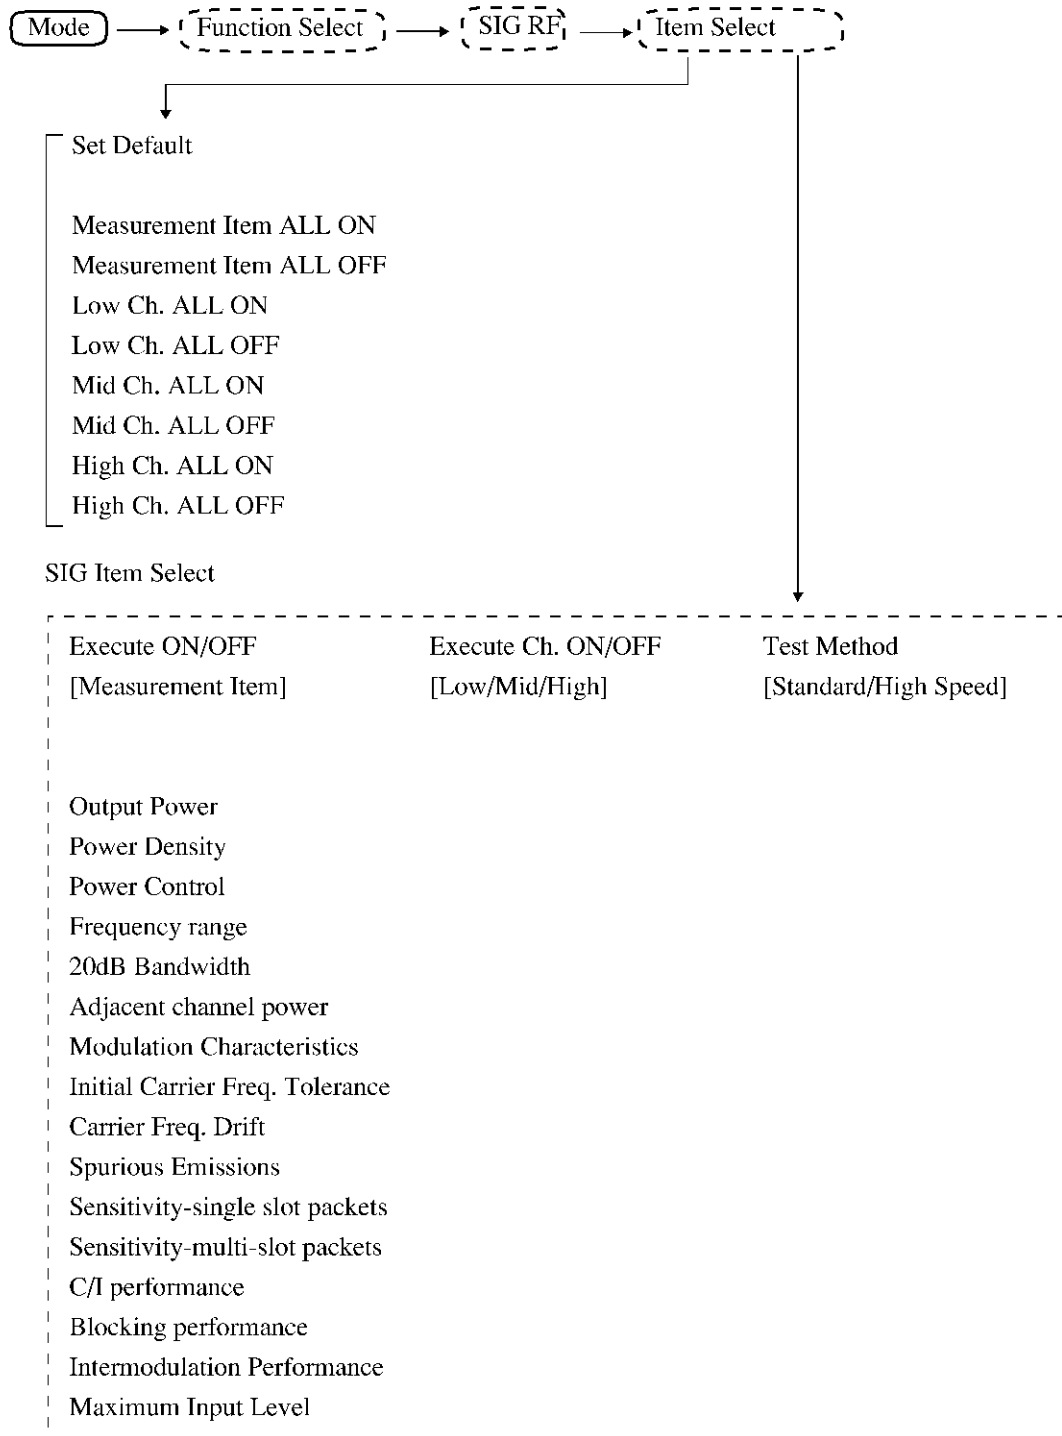 Mode Function Select SIG RF Item Select
Set Default
Measurement Item ALL ON
Measurement Item ALL OFF
Low Ch. ALL ON
Low Ch. ALL OFF
Mid Ch. ALL ON
Mid Ch. ALL OFF
High Ch. ALL ON
High Ch. ALL OFF
SIG Item Select
Execute ON/OFF Execute Ch. ON/OFF Test Method
[Measurement Item] [Low/Mid/High] [Standard/High Speed]
Output Power
Power Density
Power Control
Frequency range
20dB Bandwidth
Adjacent channel power
Modulation Characteristics
Initial Carrier Freq. Tolerance
Carrier Freq. Drift
Spurious Emissions
Sensitivity-single slot packets
Sensitivity-multi-slot packets
C/I performance
Blocking performance
Intermodulation Performance
Maximum Input Level